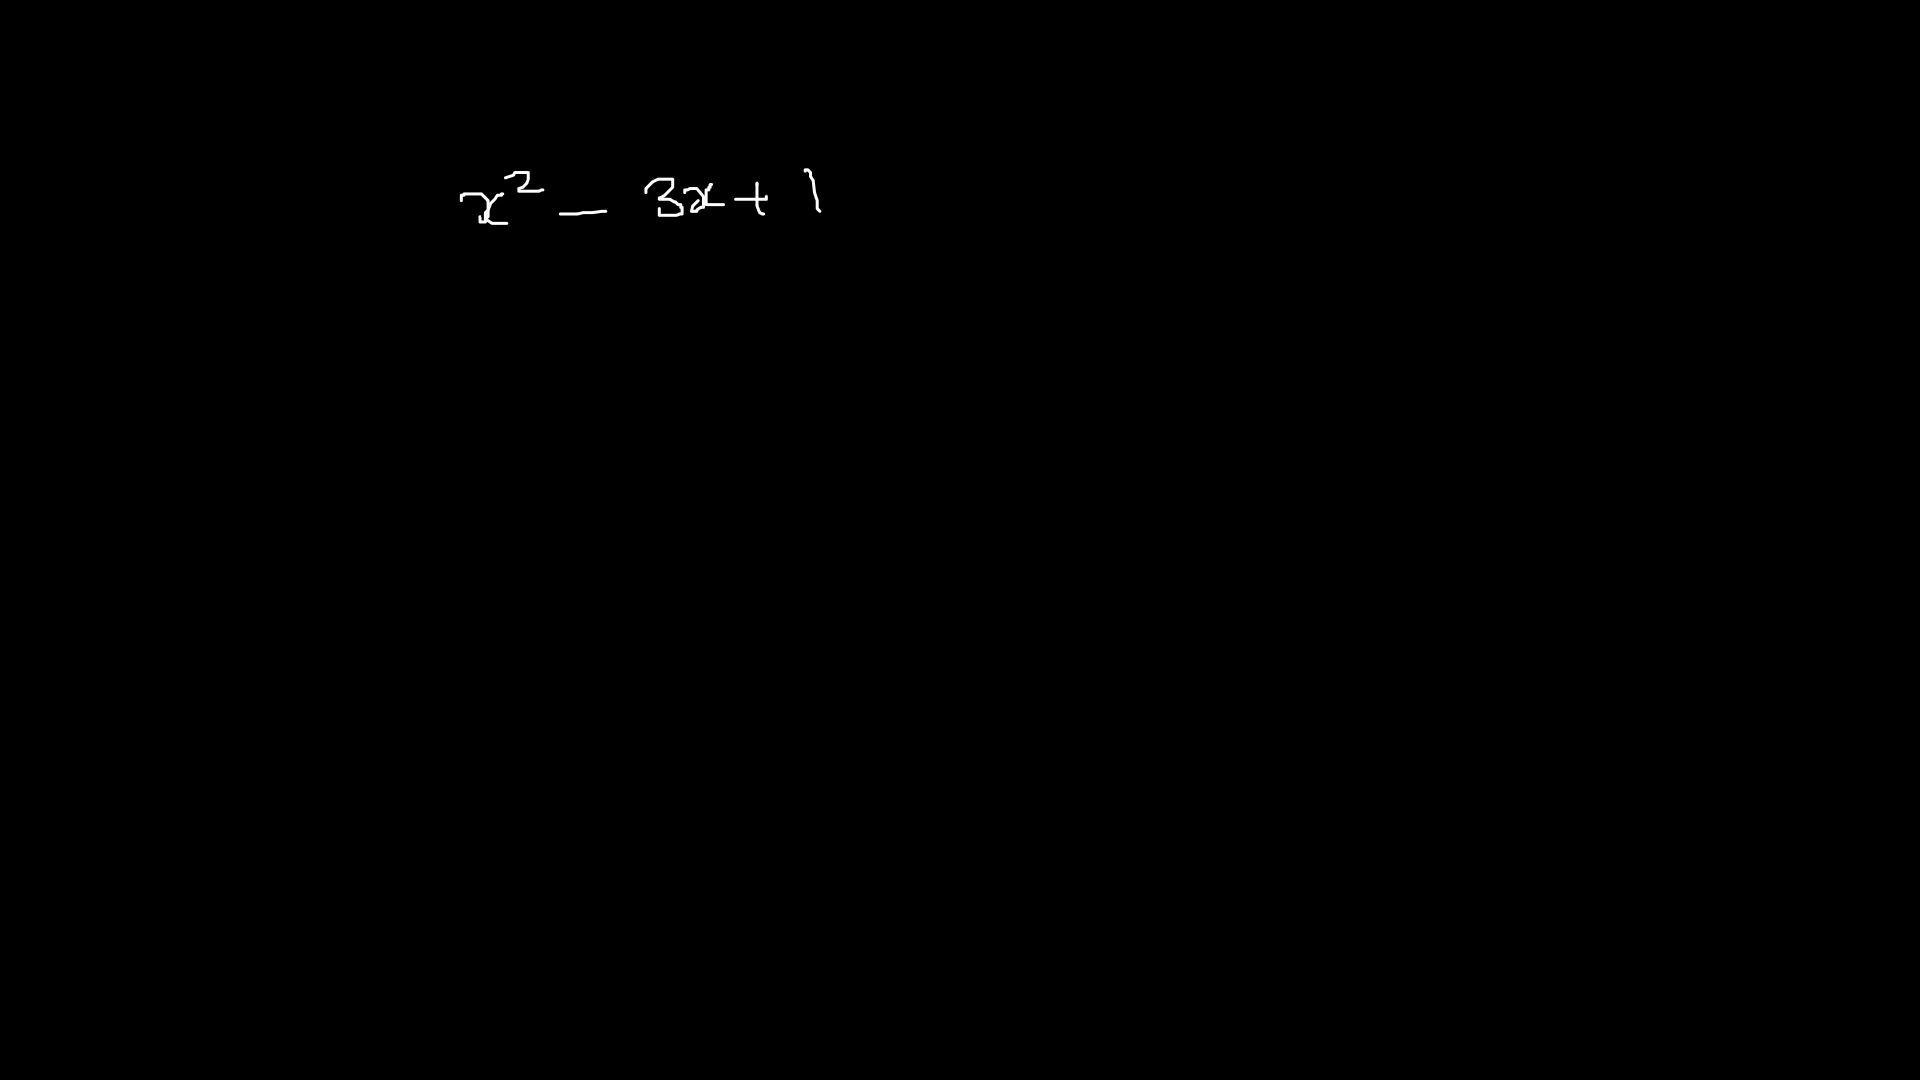 x² - 3x + 1